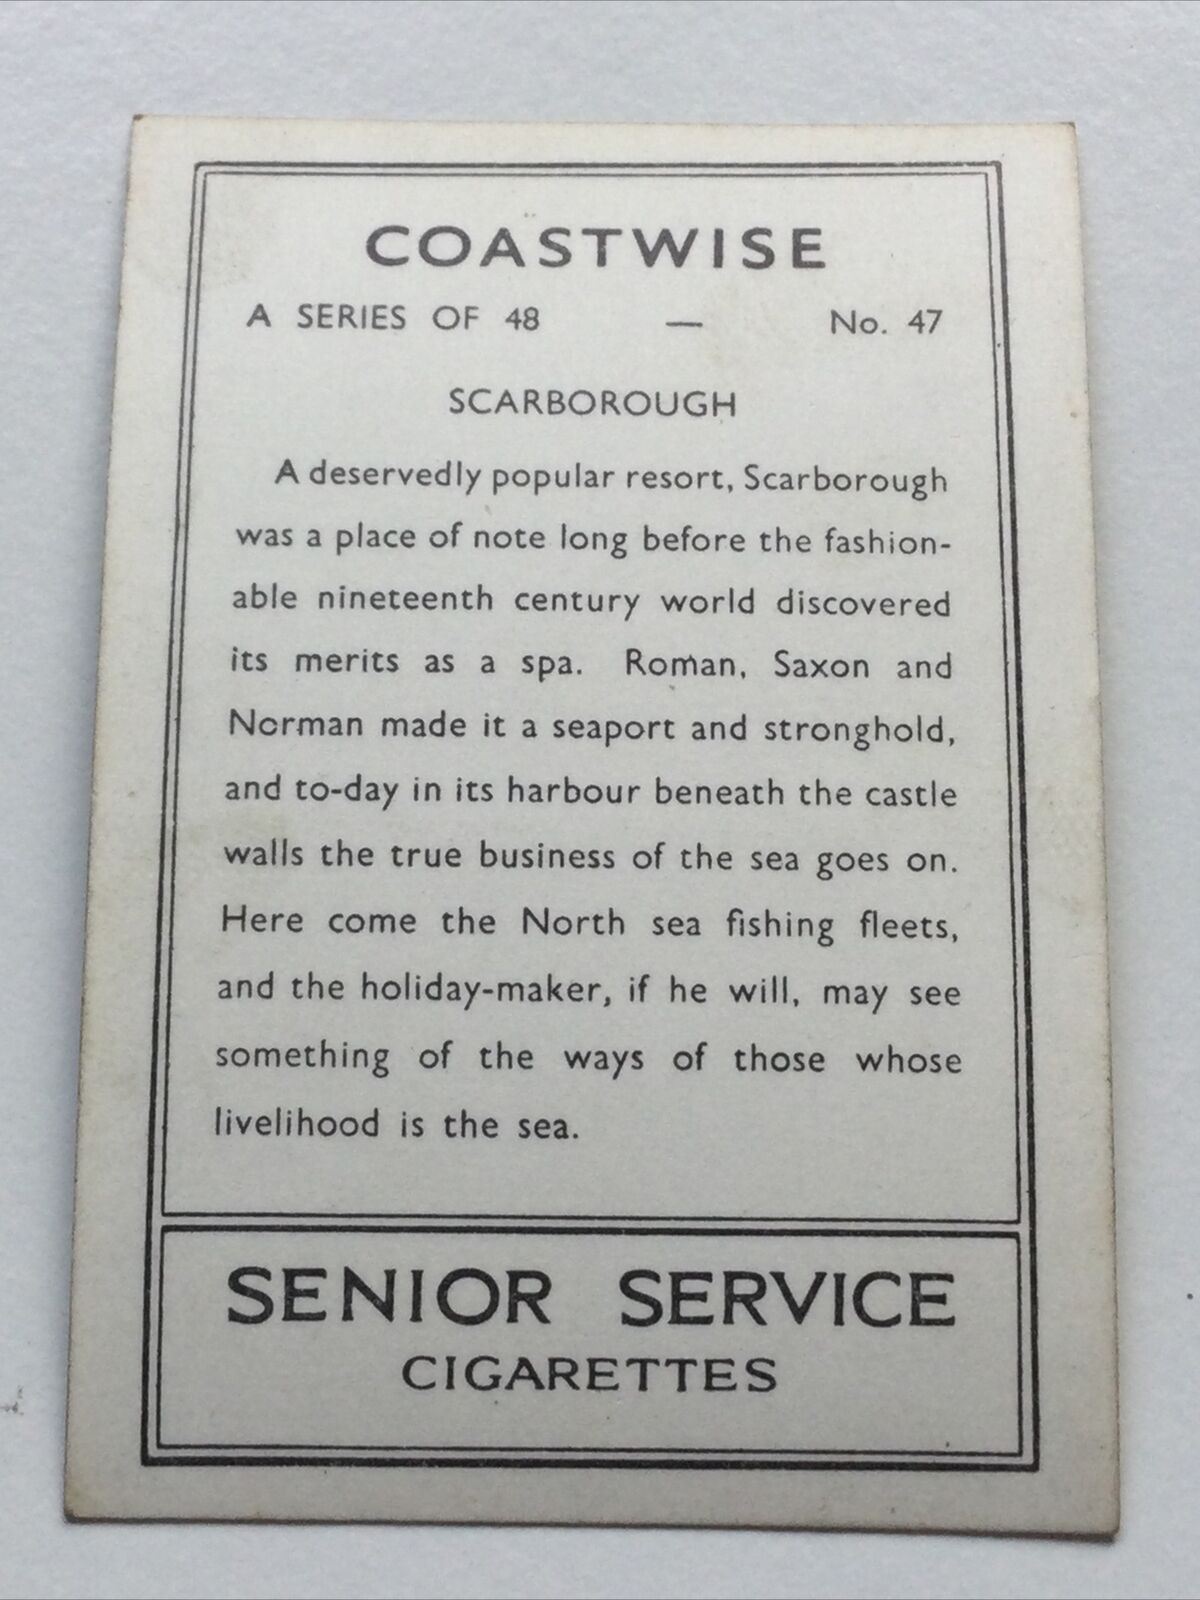 COASTWISE
A SERIES OF 48 — No. 47
SCARBOROUGH
A deservedly popular resort, Scarborough
was a place of note long before the fashion-
able nineteenth century world discovered
its merits as a spa. Roman, Saxon and
Norman made it a seaport and stronghold,
and to-day in its harbour beneath the castle
walls the true business of the sea goes on.
Here come the North sea fishing fleets,
and the holiday-maker, if he will, may see
something of the ways of those whose
livelihood is the sea.
SENIOR SERVICE
CIGARETTES